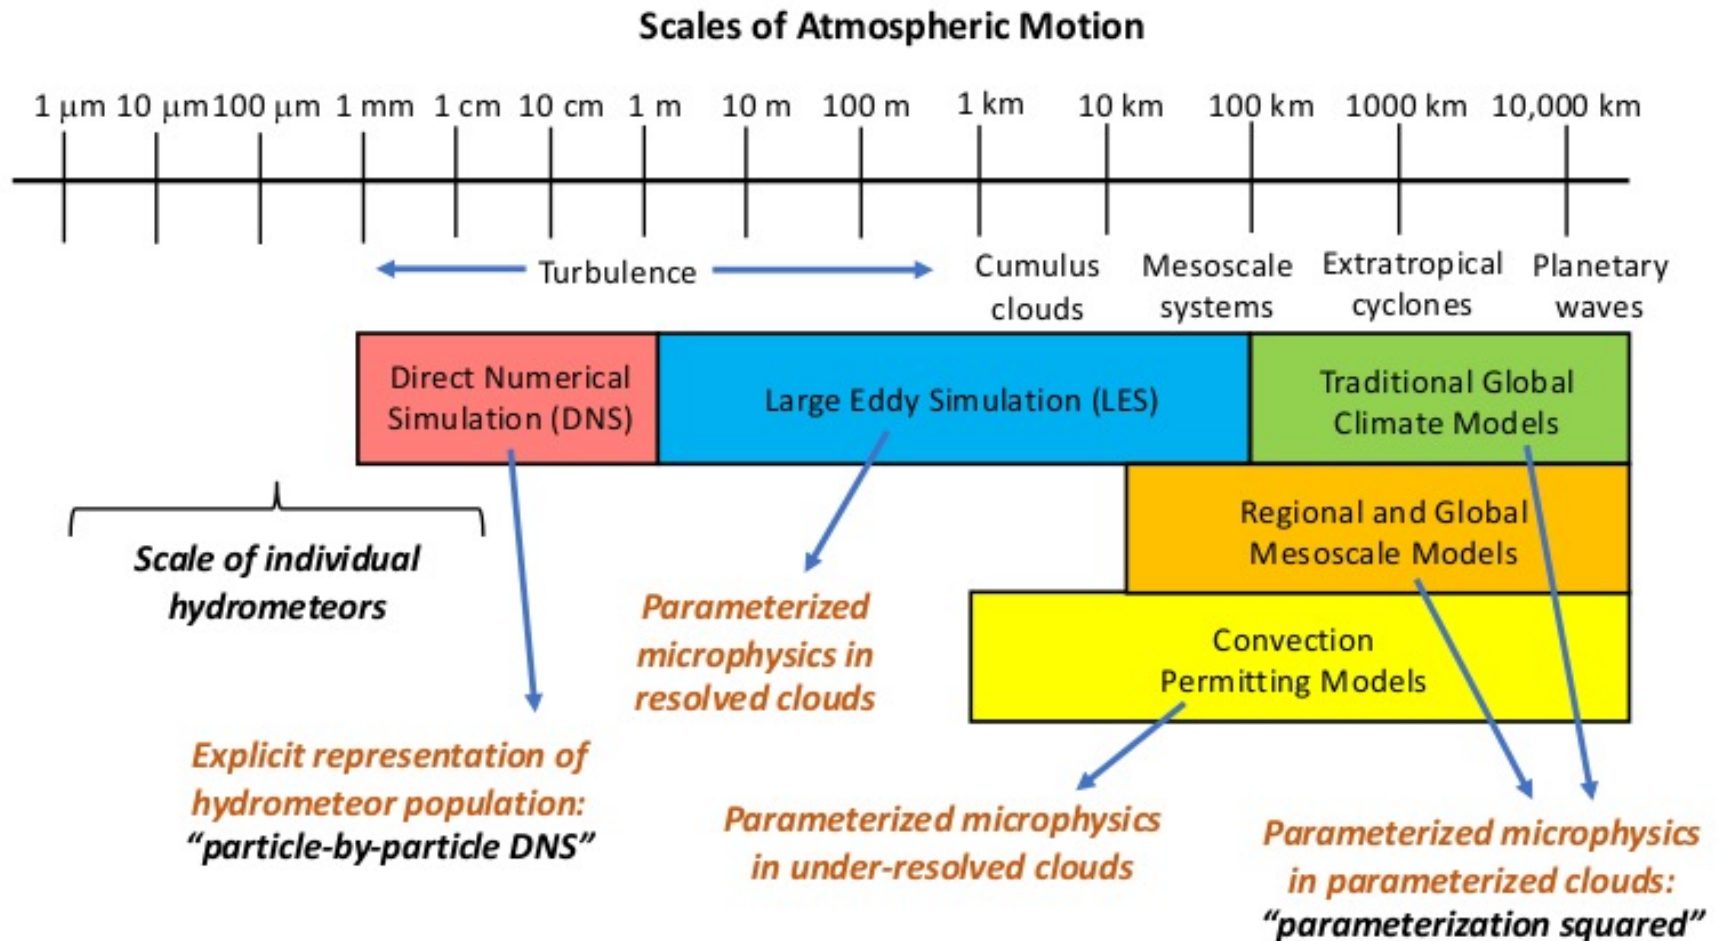 Scales of Atmospheric Motion
1 μm 10 μm 100 μm 1 mm 1 cm 10 cm 1 m 10 m 100 m 1 km 10 km 100 km 1000 km 10,000 km
Turbulence
Cumulus
clouds
Mesoscale
systems
Extratropical
cyclones
Planetary
waves
Direct Numerical
Simulation (DNS)
Large Eddy Simulation (LES)
Traditional Global
Climate Models
Regional and Global
Mesoscale Models
Convection
Permitting Models
Scale of individual
hydrometeors
Parameterized
microphysics in
resolved clouds
Explicit representation of
hydrometeor population:
“particle-by-particle DNS”
Parameterized microphysics
in under-resolved clouds
Parameterized microphysics
in parameterized clouds:
“parameterization squared”